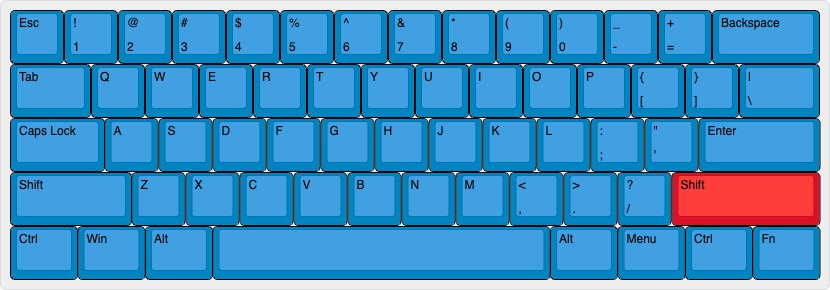 Esc ! @ # $ % ^ & * ( ) _ + Backspace
1 2 3 4 5 6 7 8 9 0 - =
Tab Q W E R T Y U I O P { } |
[ ] \
Caps Lock A S D F G H J K L : " Enter
; '
Shift Z X C V B N M < > ? Shift
, . /
Ctrl Win Alt Alt Menu Ctrl Fn